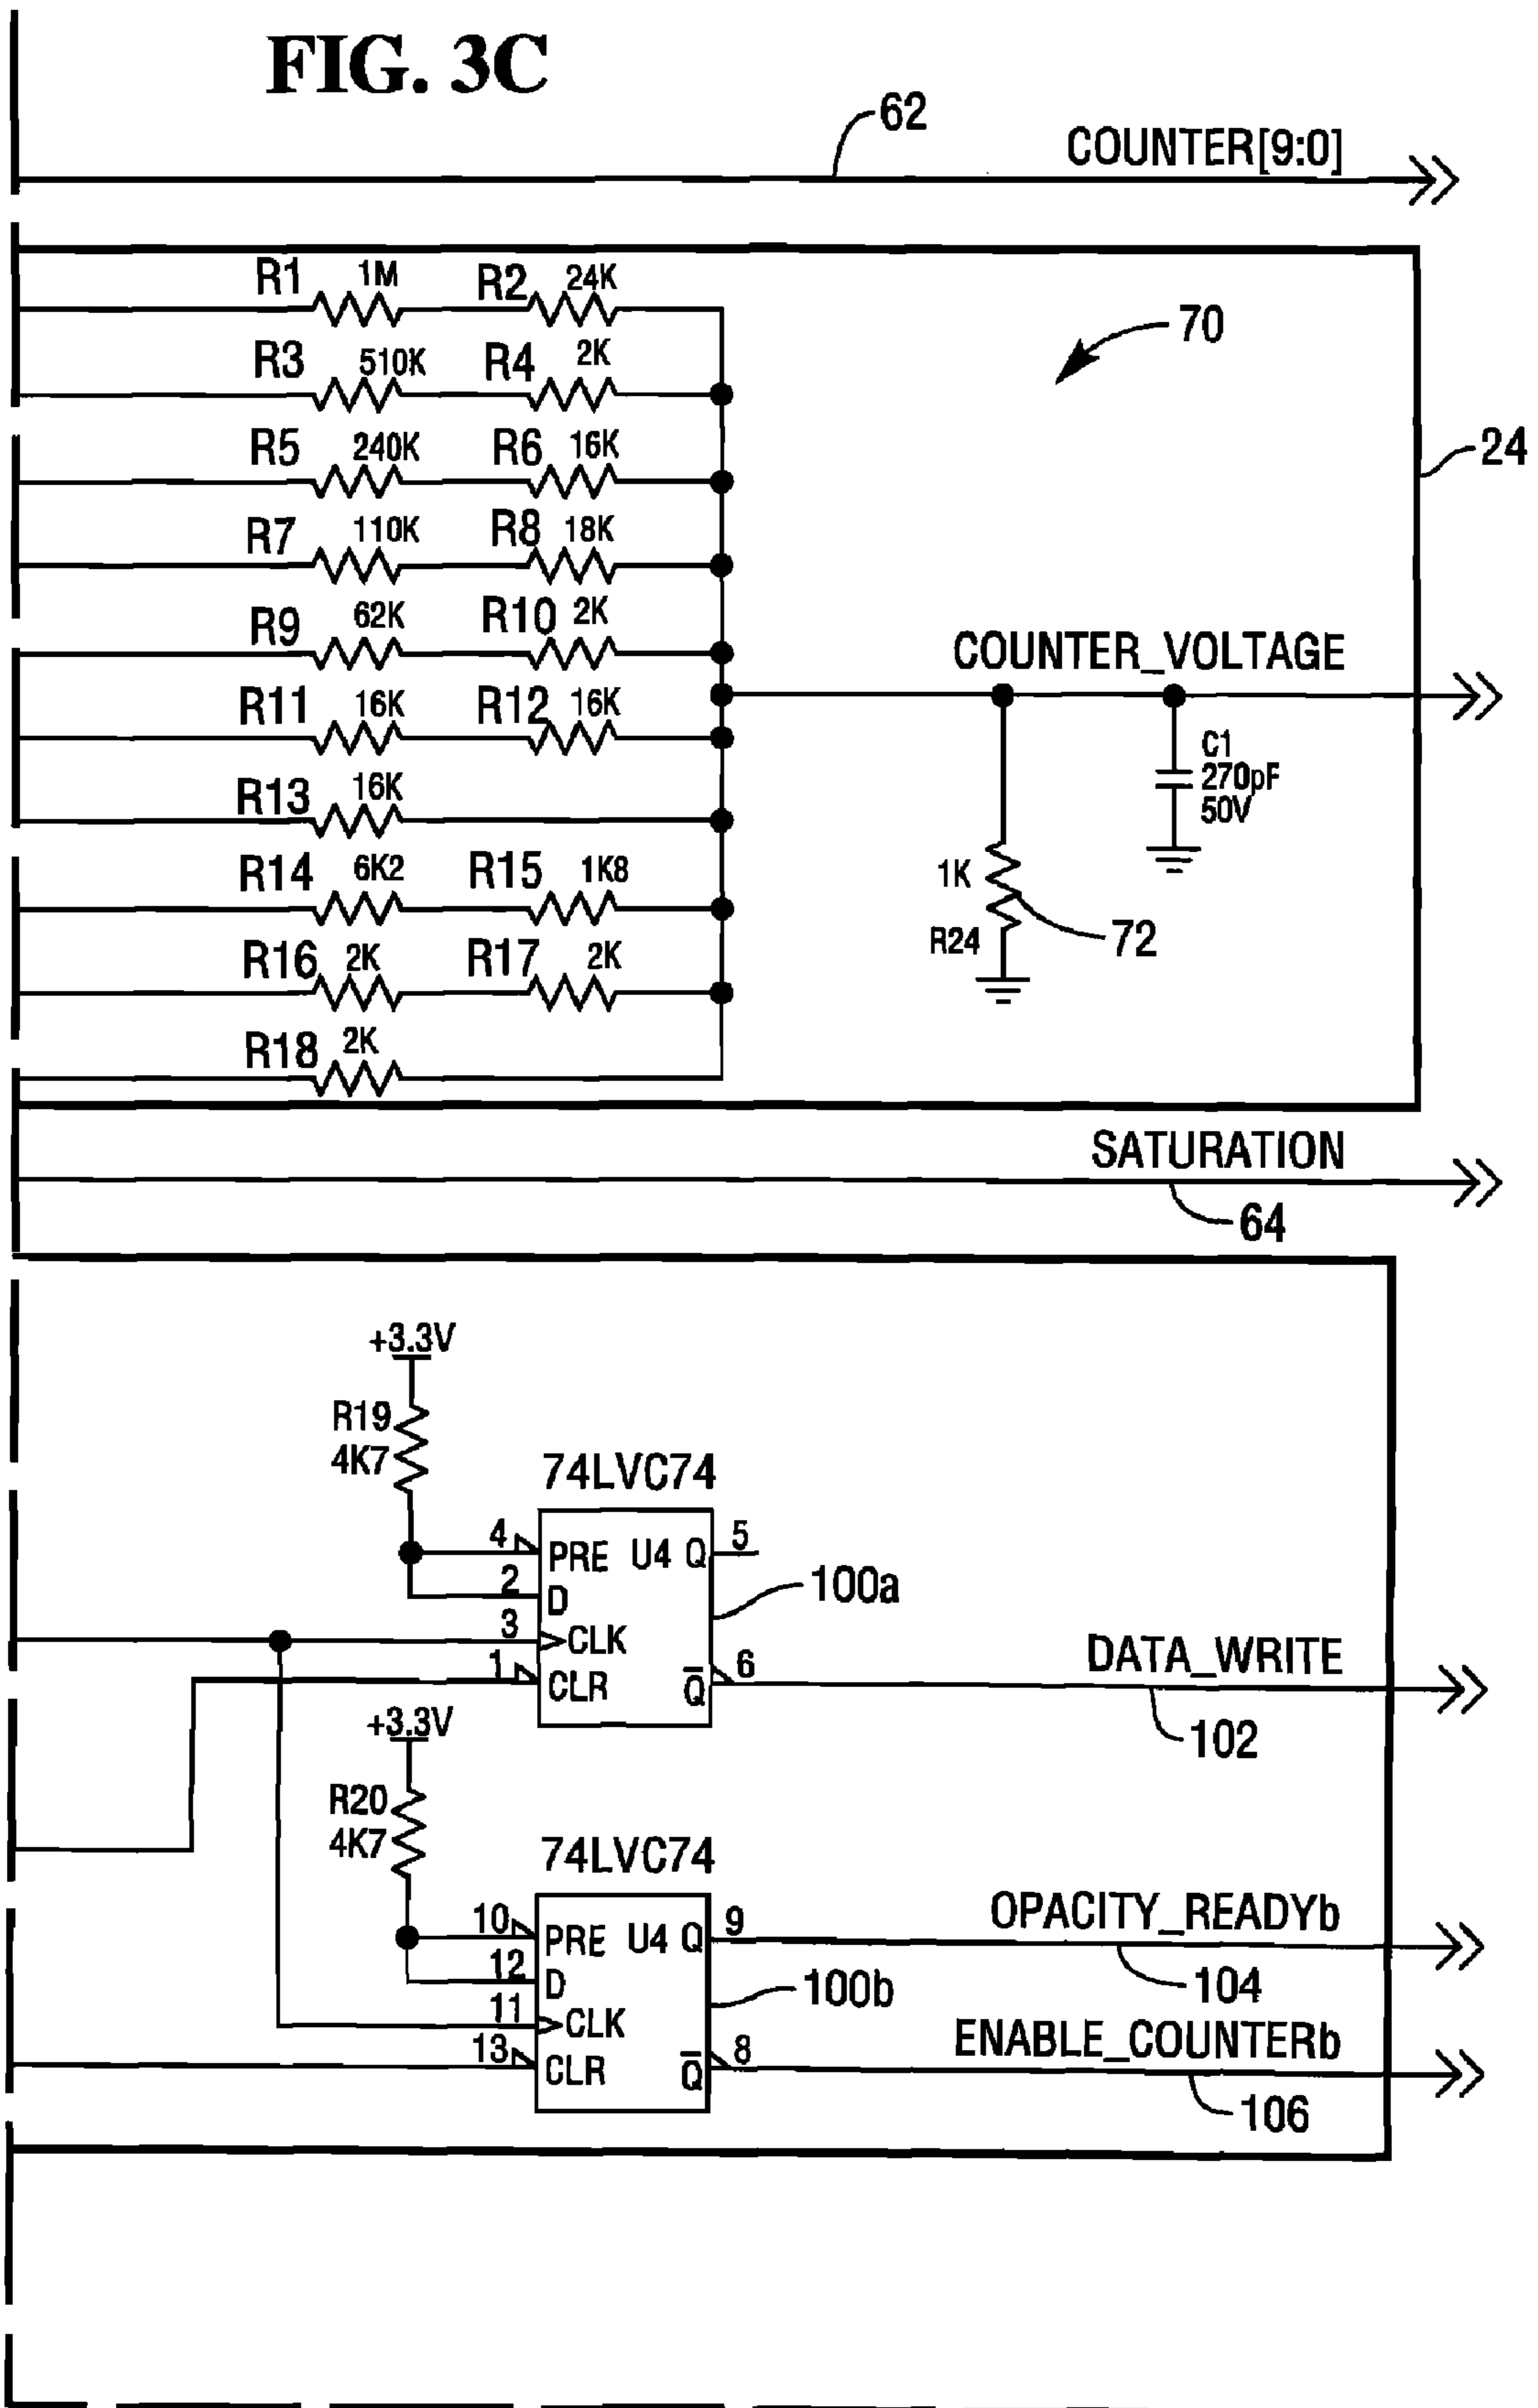 FIG. 3C
62
COUNTER[9:0]
R1 1M R2 24K
70
R3 510K R4 2K
24
R5 240K R6 16K
R7 110K R8 18K
R9 62K R10 2K
COUNTER_VOLTAGE
R11 16K R12 16K
C1
270pF
50V
R13 16K
R14 6K2 R15 1K8
1K
R24
72
R16 2K R17 2K
R18 2K
SATURATION
64
+3.3V
R19
4K7
74LVC74
4 PRE U4 Q 5
2 D
100a
3 CLK
1 CLR Q̅ 6
DATA_WRITE
102
+3.3V
R20
4K7
74LVC74
10 PRE U4 Q 9
OPACITY_READYb
104
12 D
100b
11 CLK
13 CLR Q̅ 8
ENABLE_COUNTERb
106